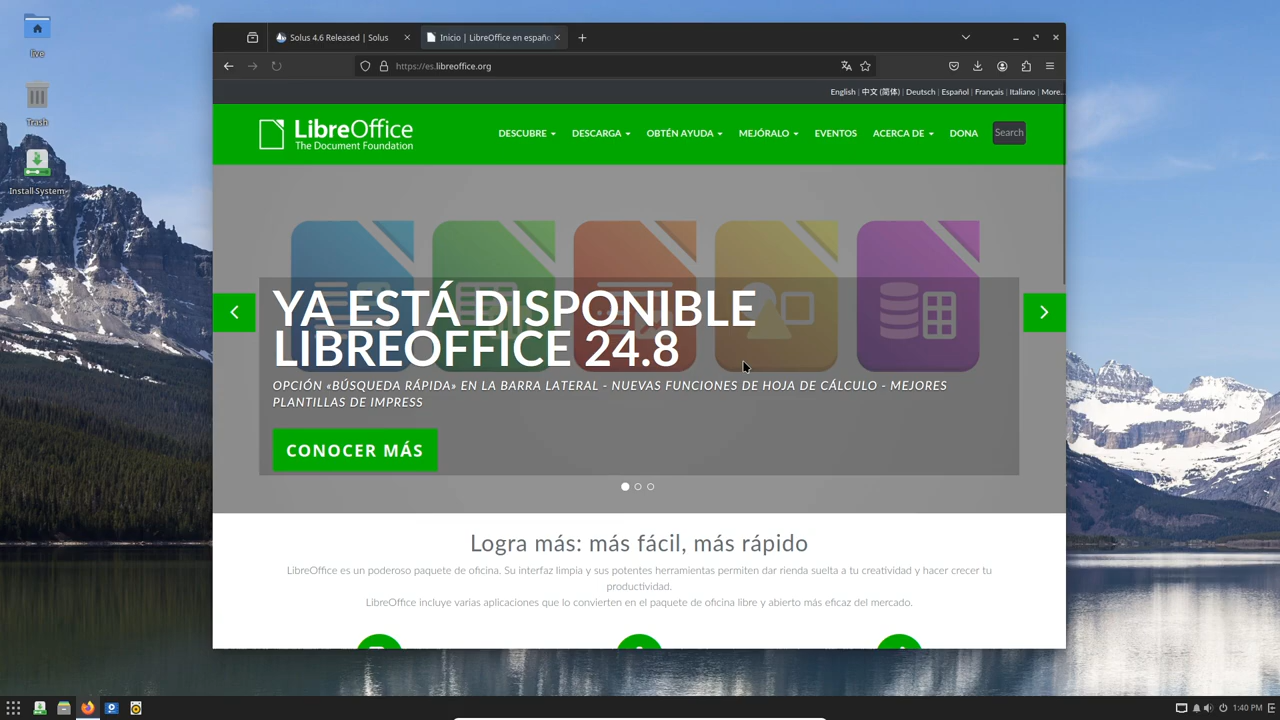 live
Trash
Install System
Solus 4.6 Released | Solus
Inicio | LibreOffice en españo
https://es.libreoffice.org
English | 中文 (简体) | Deutsch | Español | Français | Italiano | More...
LibreOffice
The Document Foundation
DESCUBRE
DESCARGA
OBTÉN AYUDA
MEJÓRALO
EVENTOS
ACERCA DE
DONA
Search
YA ESTÁ DISPONIBLE
LIBREOFFICE 24.8
OPCIÓN «BÚSQUEDA RÁPIDA» EN LA BARRA LATERAL - NUEVAS FUNCIONES DE HOJA DE CÁLCULO - MEJORES
PLANTILLAS DE IMPRESS
CONOCER MÁS
Logra más: más fácil, más rápido
LibreOffice es un poderoso paquete de oficina. Su interfaz limpia y sus potentes herramientas permiten dar rienda suelta a tu creatividad y hacer crecer tu
productividad.
LibreOffice incluye varias aplicaciones que lo convierten en el paquete de oficina libre y abierto más eficaz del mercado.
1:40 PM